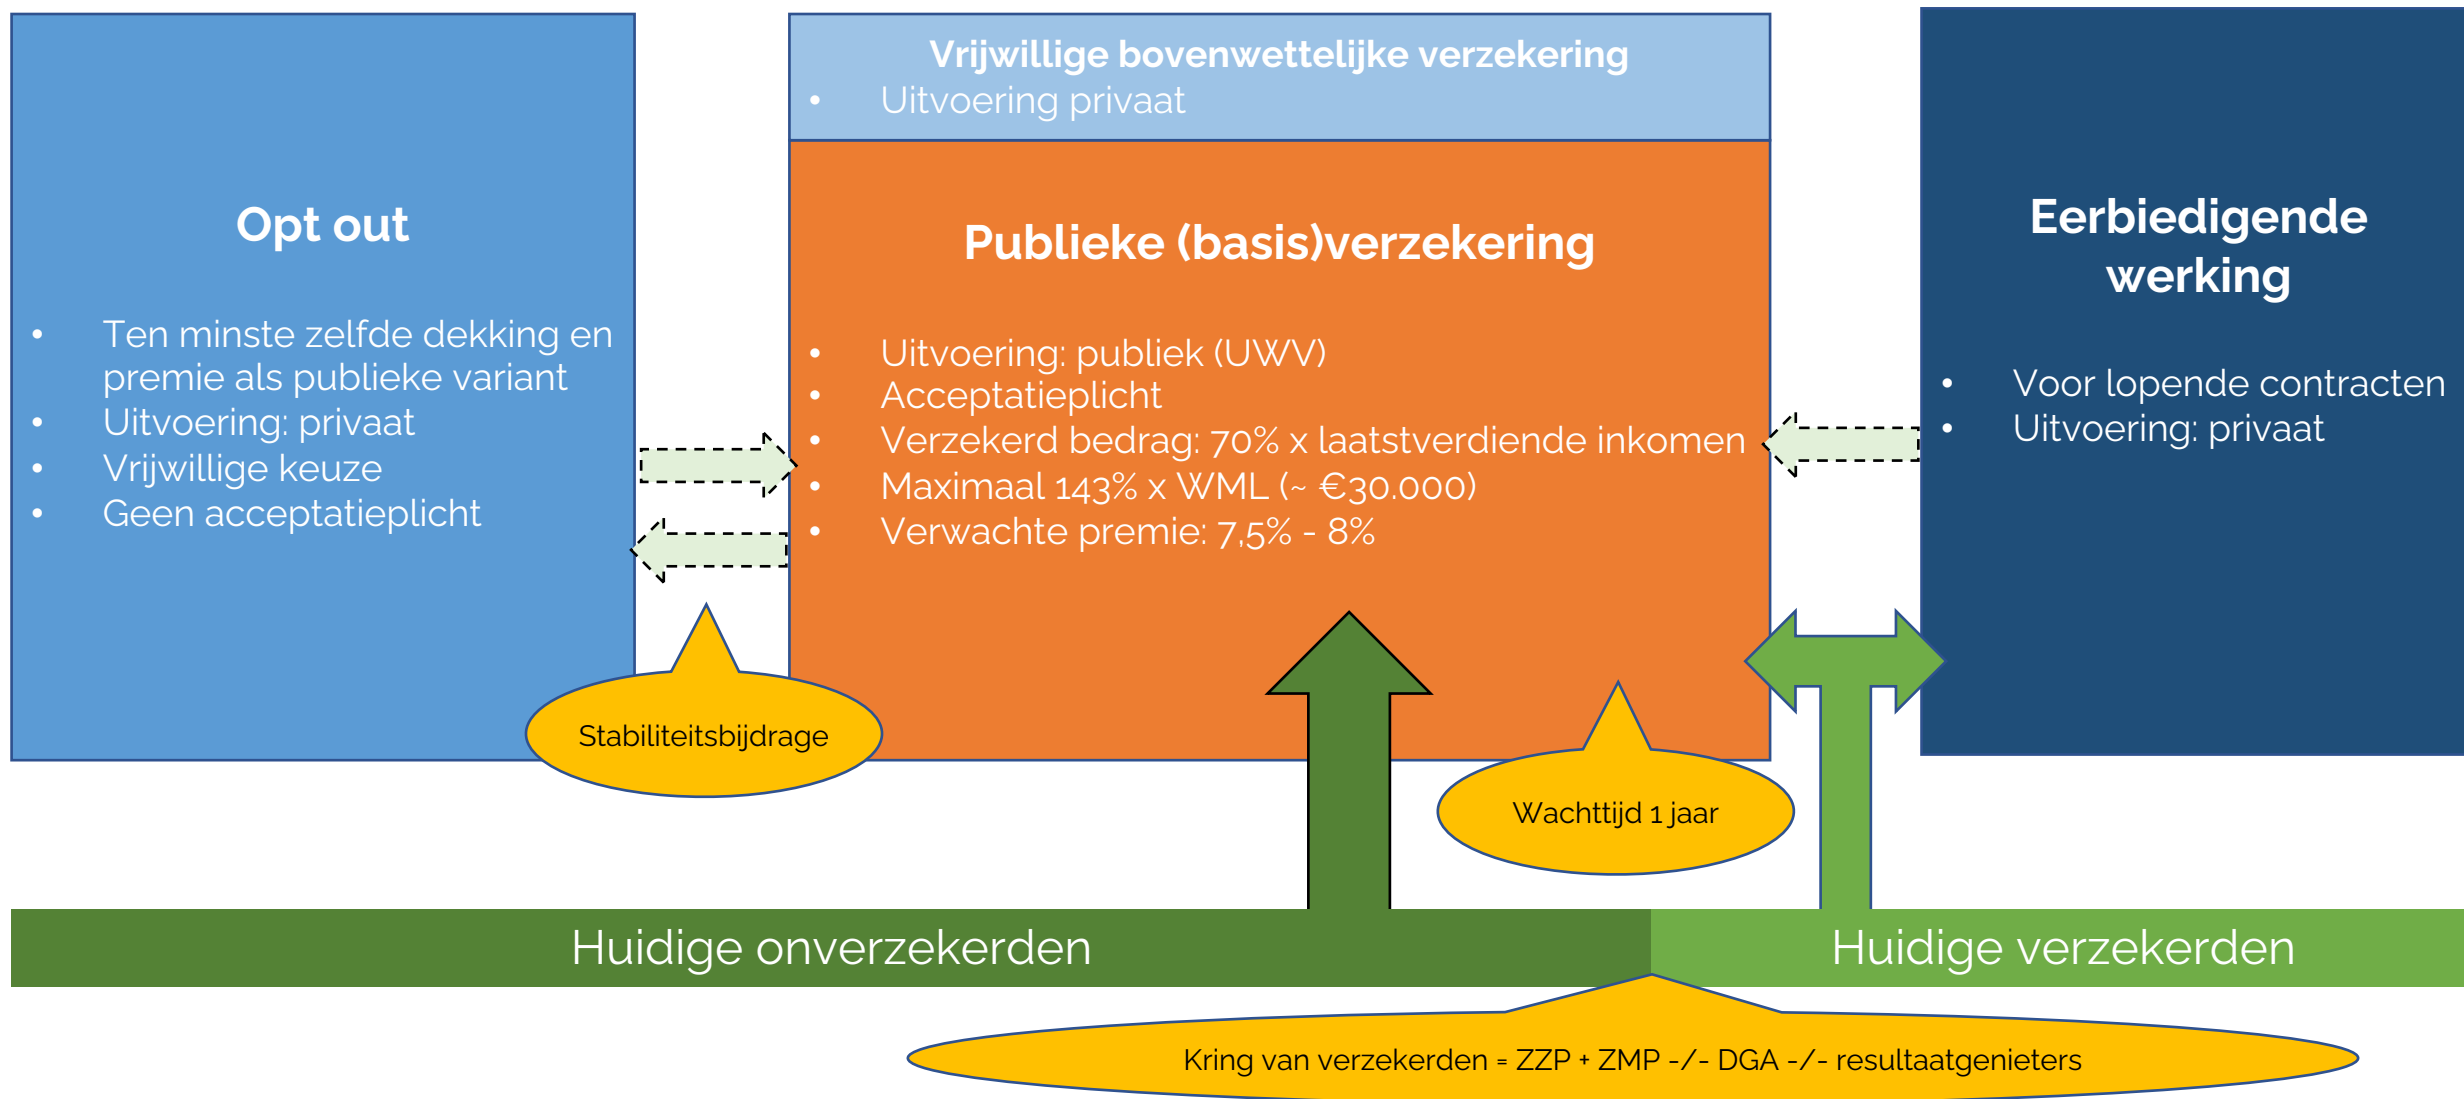 Opt out
• Ten minste zelfde dekking en
premie als publieke variant
• Uitvoering: privaat
• Vrijwillige keuze
• Geen acceptatieplicht
Vrijwillige bovenwettelijke verzekering
• Uitvoering privaat
Publieke (basis)verzekering
• Uitvoering: publiek (UWV)
• Acceptatieplicht
• Verzekerd bedrag: 70% x laatstverdiende inkomen
• Maximaal 143% x WML (~ €30.000)
• Verwachte premie: 7,5% - 8%
Eerbiedigende
werking
• Voor lopende contracten
• Uitvoering: privaat
Stabiliteitsbijdrage
Wachttijd 1 jaar
Huidige onverzekerden
Huidige verzekerden
Kring van verzekerden = ZZP + ZMP -/- DGA -/- resultaatgenieters